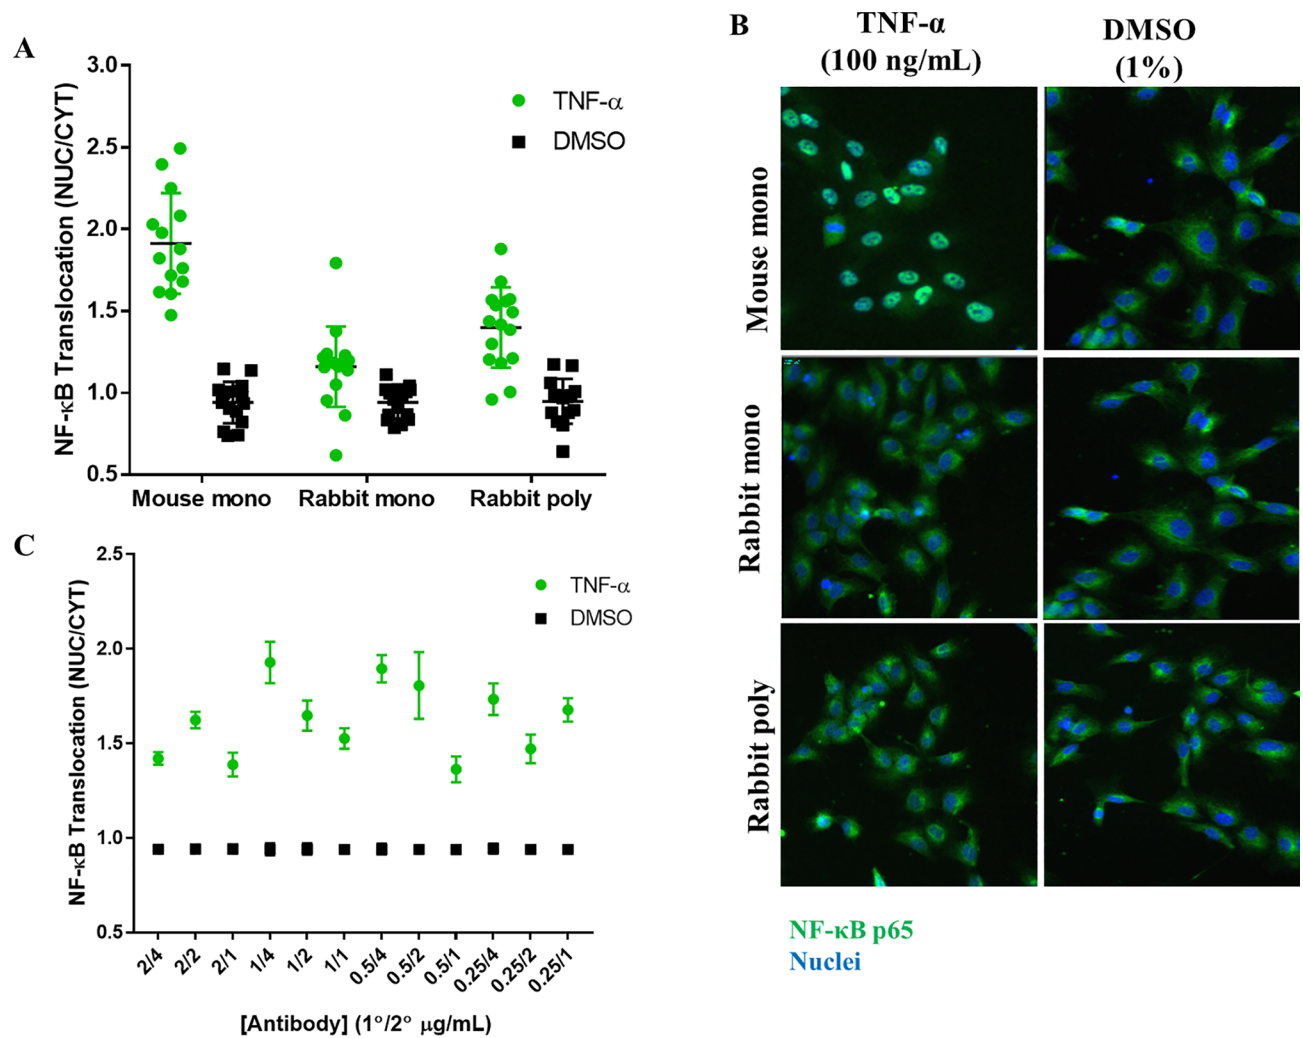 A
NF-κB Translocation (NUC/CYT)
3.0
2.5
2.0
1.5
1.0
0.5
TNF-α
DMSO
Mouse mono
Rabbit mono
Rabbit poly
B
TNF-α
(100 ng/mL)
DMSO
(1%)
Mouse mono
Rabbit mono
Rabbit poly
NF-κB p65
Nuclei
C
NF-κB Translocation (NUC/CYT)
2.5
2.0
1.5
1.0
0.5
TNF-α
DMSO
2/4
2/2
2/1
1/4
1/2
1/1
0.5/4
0.5/2
0.5/1
0.25/4
0.25/2
0.25/1
[Antibody] (1°/2° μg/mL)